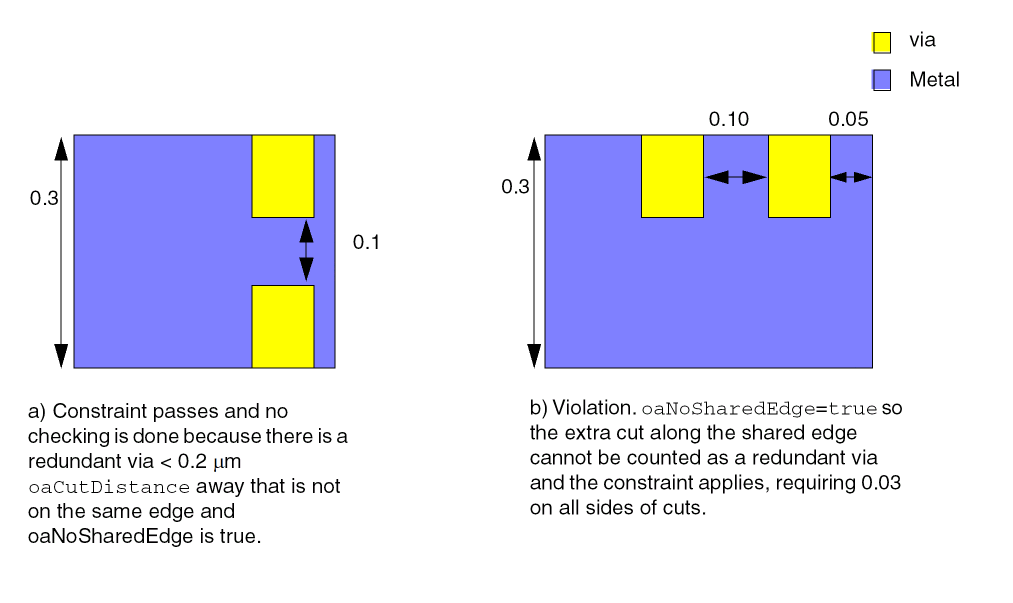 via
Metal
0.3
0.1
a) Constraint passes and no
checking is done because there is a
redundant via < 0.2 μm
oaCutDistance away that is not
on the same edge and
oaNoSharedEdge is true.
0.10
0.05
0.3
b) Violation. oaNoSharedEdge=true so
the extra cut along the shared edge
cannot be counted as a redundant via
and the constraint applies, requiring 0.03
on all sides of cuts.